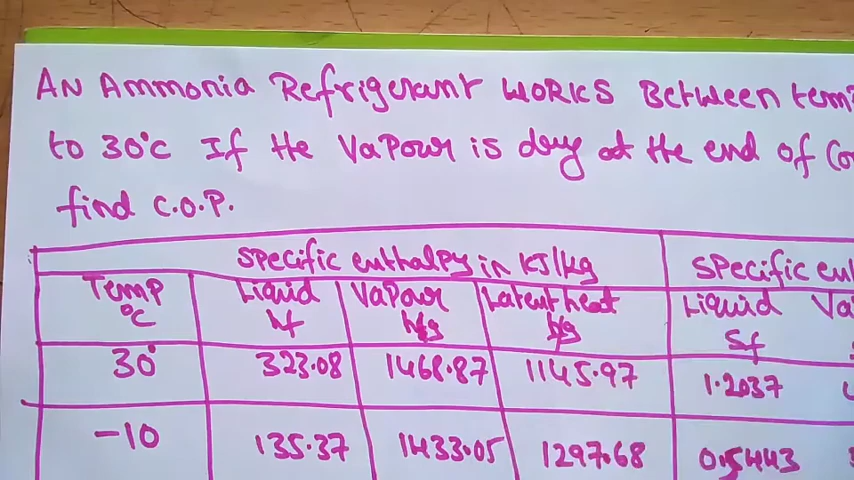 AN Ammonia Refrigerant WORKS Between tem
to 30°c If the Vapour is dry at the end of Co
find C.O.P.
Specific enthalpy in KJ/Kg Specific ent
Temp °C Liquid hf Vapour hg Latent heat hfg Liquid Sf Va
30° 323.08 1468.87 1145.97 1.2037
-10 135.37 1433.05 1297.68 0.5443